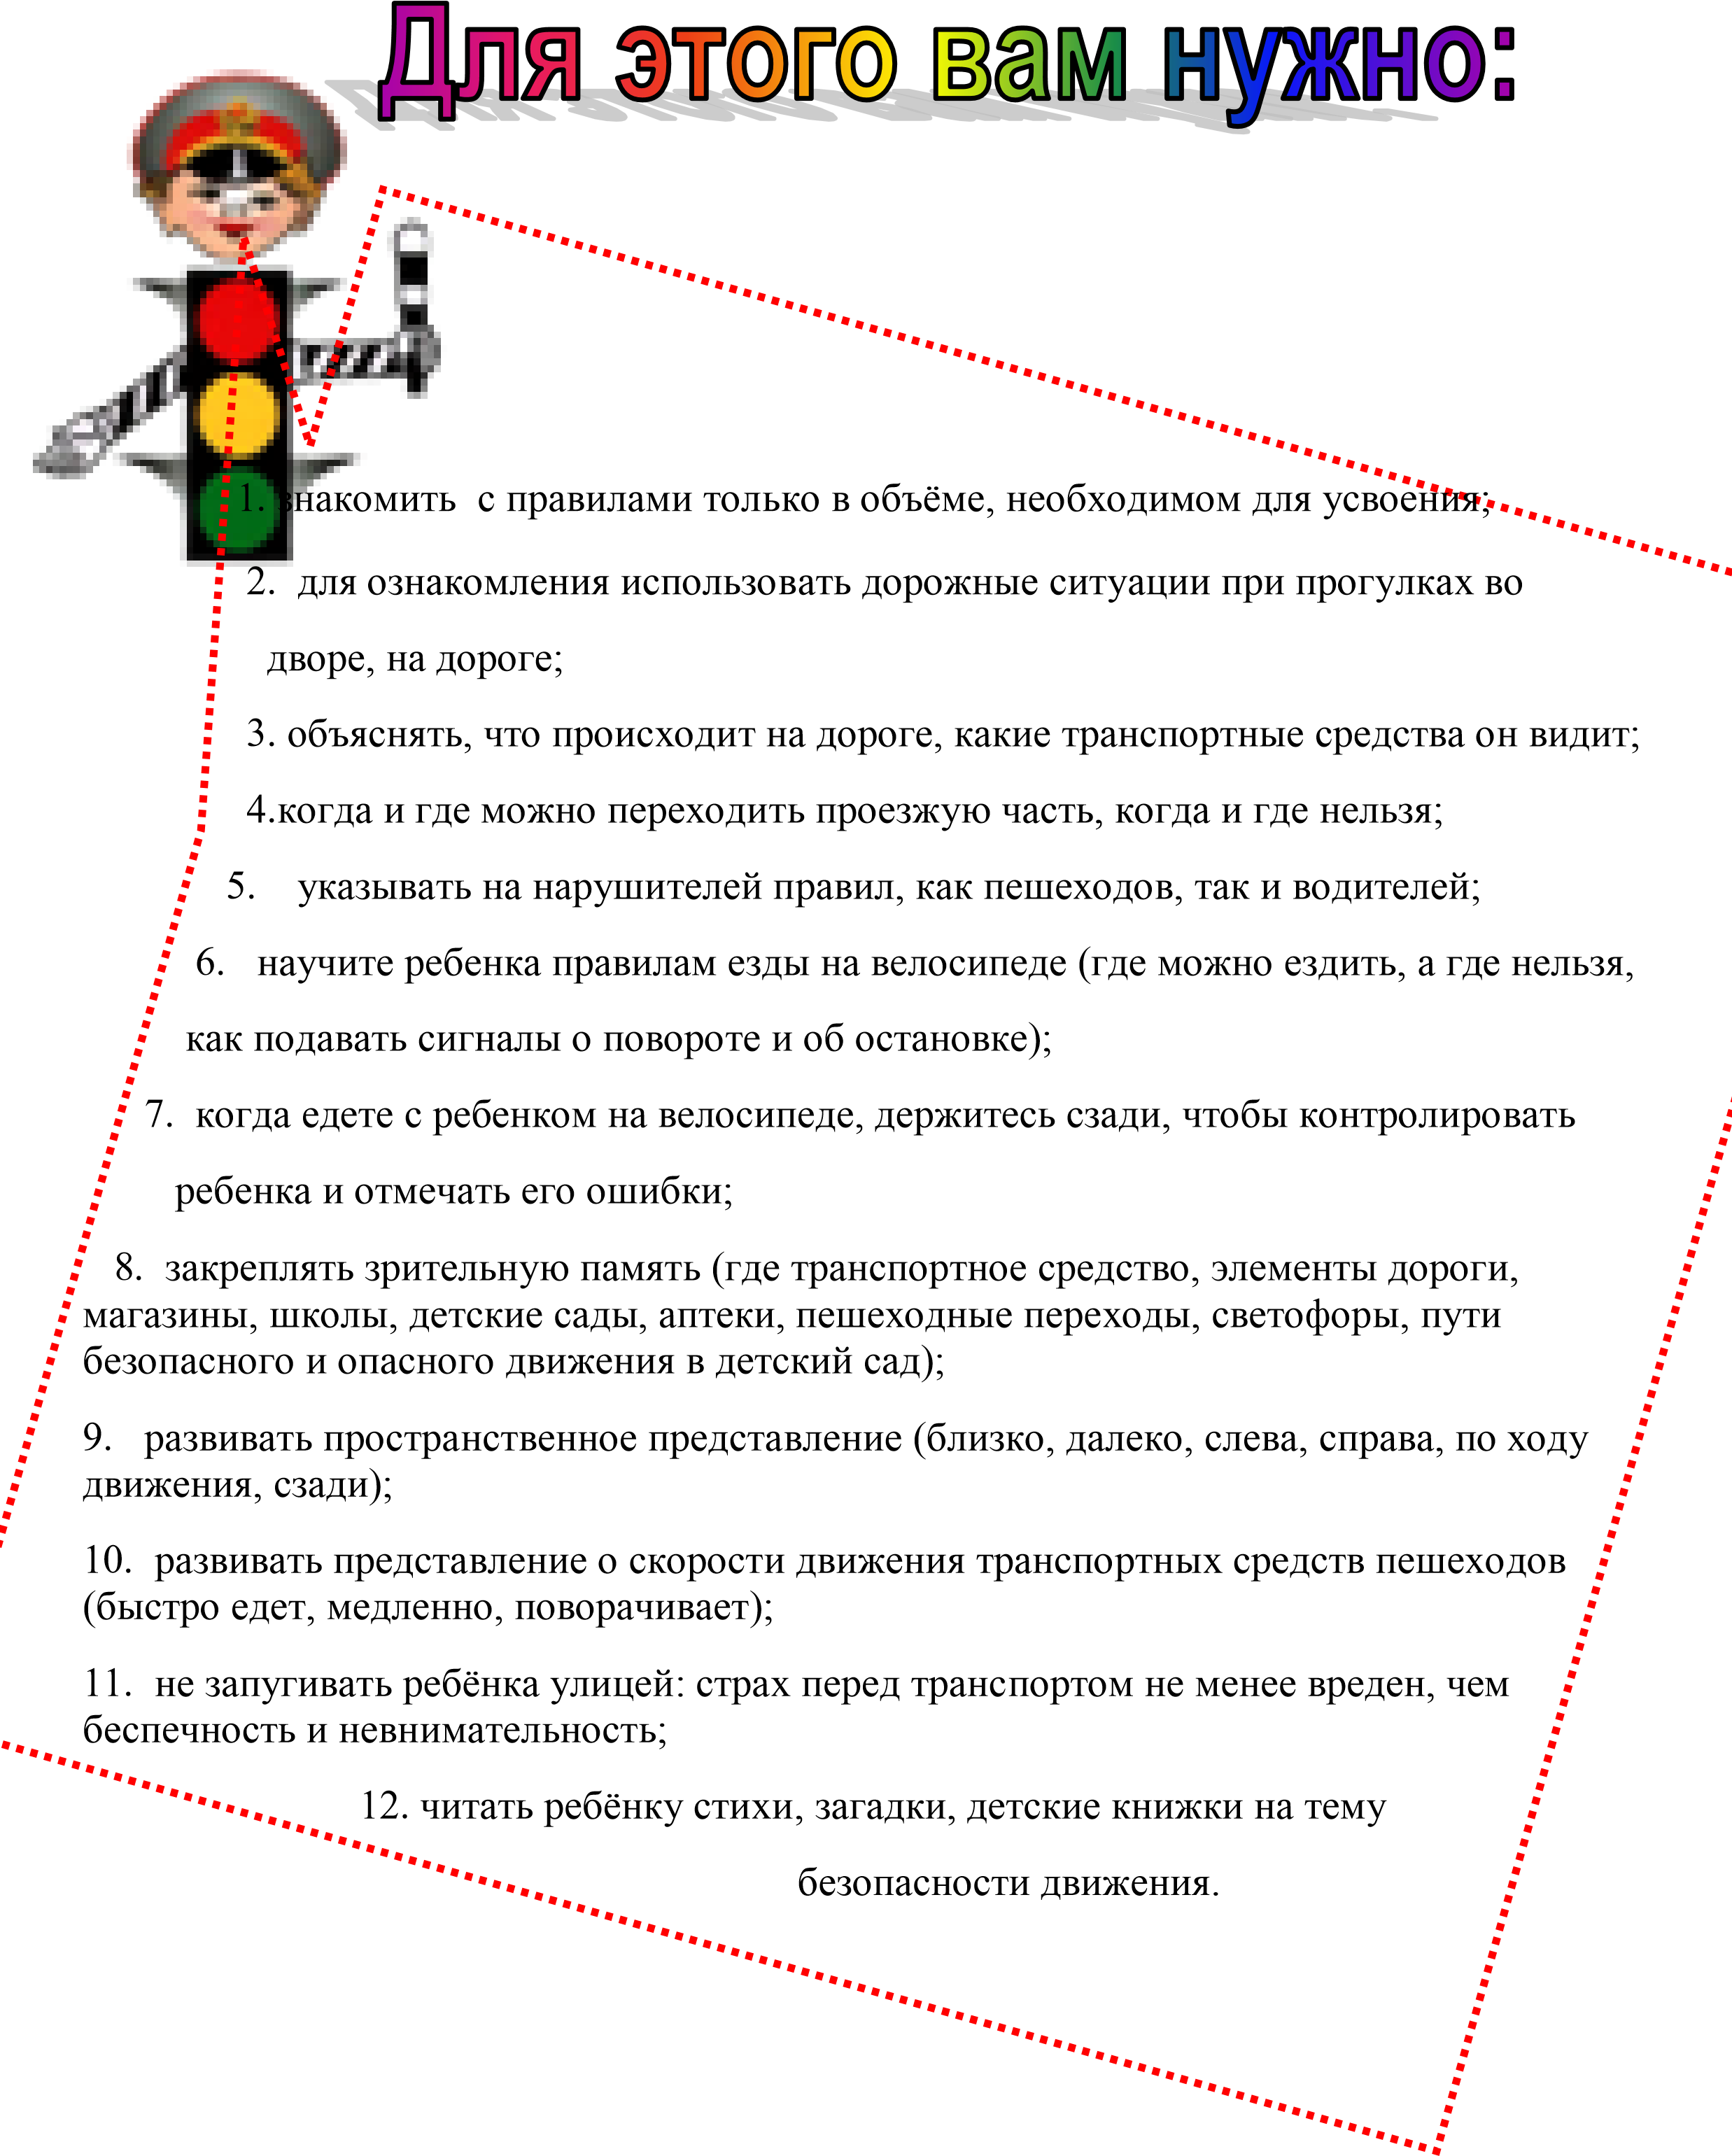 Для этого вам нужно:
1. знакомить с правилами только в объёме, необходимом для усвоения;
2. для ознакомления использовать дорожные ситуации при прогулках во
дворе, на дороге;
3. объяснять, что происходит на дороге, какие транспортные средства он видит;
4.когда и где можно переходить проезжую часть, когда и где нельзя;
5. указывать на нарушителей правил, как пешеходов, так и водителей;
6. научите ребенка правилам езды на велосипеде (где можно ездить, а где нельзя,
как подавать сигналы о повороте и об остановке);
7. когда едете с ребенком на велосипеде, держитесь сзади, чтобы контролировать
ребенка и отмечать его ошибки;
8. закреплять зрительную память (где транспортное средство, элементы дороги,
магазины, школы, детские сады, аптеки, пешеходные переходы, светофоры, пути
безопасного и опасного движения в детский сад);
9. развивать пространственное представление (близко, далеко, слева, справа, по ходу
движения, сзади);
10. развивать представление о скорости движения транспортных средств пешеходов
(быстро едет, медленно, поворачивает);
11. не запугивать ребёнка улицей: страх перед транспортом не менее вреден, чем
беспечность и невнимательность;
12. читать ребёнку стихи, загадки, детские книжки на тему
безопасности движения.